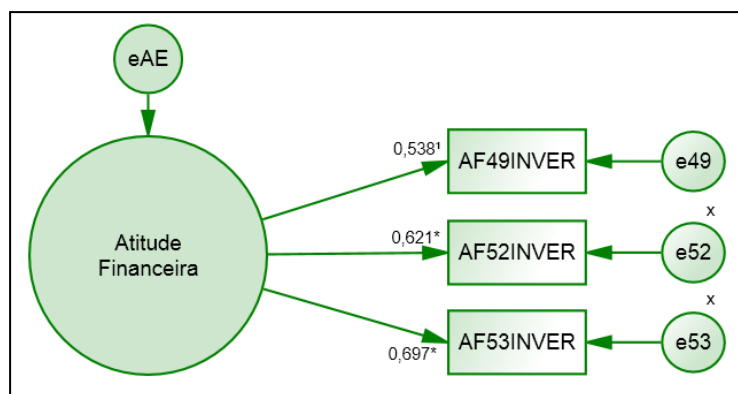 eAE
0,538¹
AF49INVER
e49
x
Atitude
Financeira
0,621*
AF52INVER
e52
x
0,697*
AF53INVER
e53